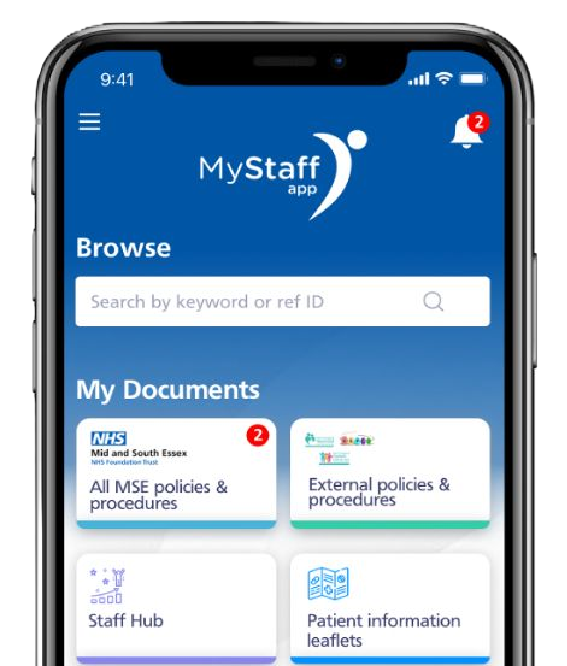 9:41
2
MyStaff
app
Browse
Search by keyword or ref ID
My Documents
NHS
2
Mid and South Essex
NHS Foundation Trust
All MSE policies &
procedures
External policies &
procedures
Staff Hub
Patient information
leaflets